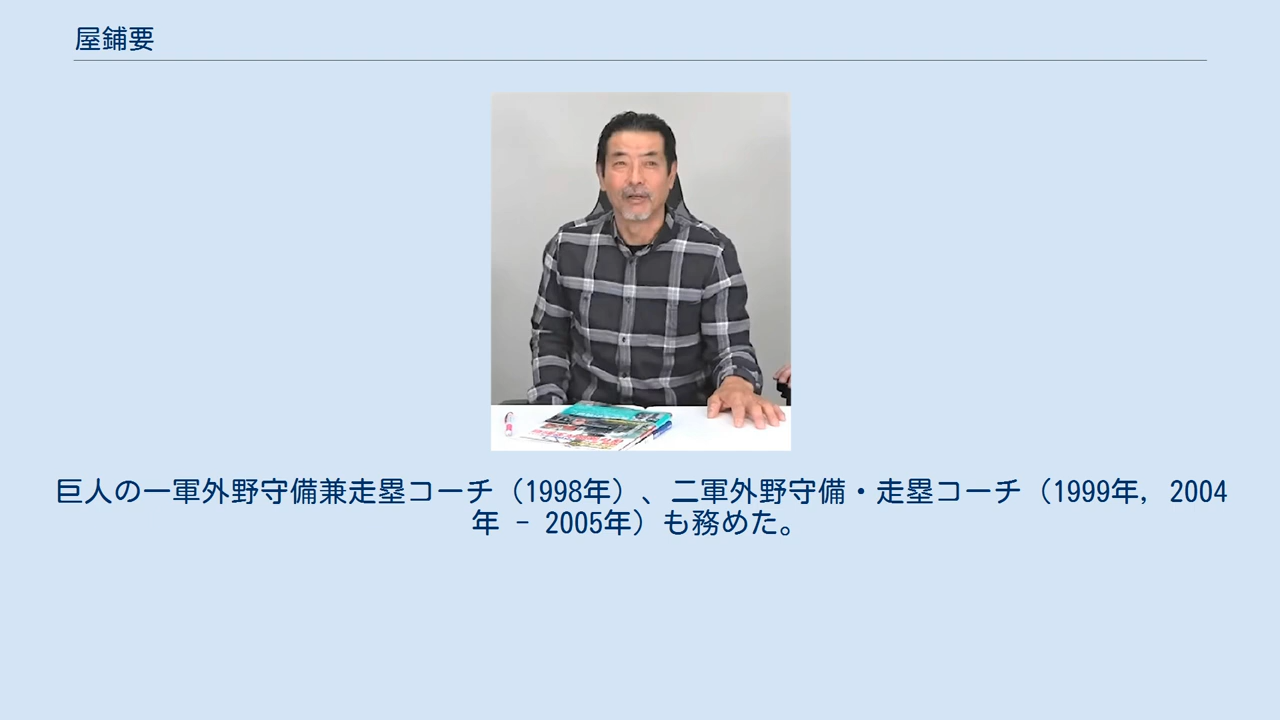 屋鋪要
巨人の一軍外野守備兼走塁コーチ（1998年）、二軍外野守備・走塁コーチ（1999年, 2004
年 - 2005年）も務めた。